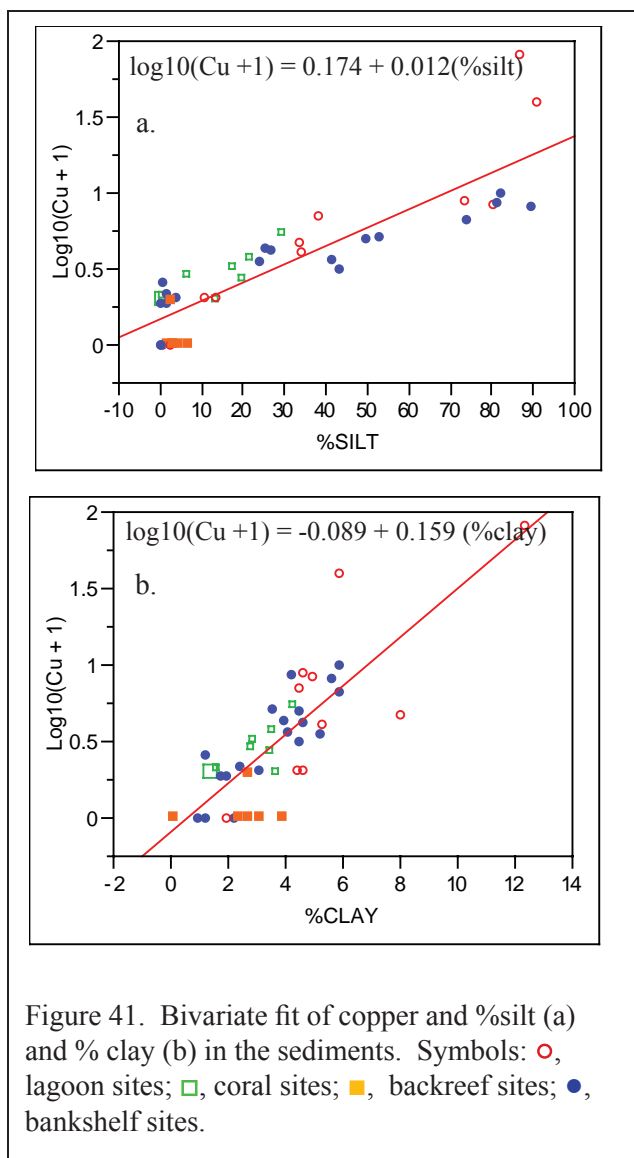 2
log10(Cu +1) = 0.174 + 0.012(%silt)
a.
1.5
1
0.5
0
Log10(Cu + 1)
-10 0 10 20 30 40 50 60 70 80 90 100
%SILT
2
log10(Cu +1) = -0.089 + 0.159 (%clay)
b.
1.5
1
0.5
0
Log10(Cu + 1)
-2 0 2 4 6 8 10 12 14
%CLAY
Figure 41. Bivariate fit of copper and %silt (a)
and % clay (b) in the sediments. Symbols: ○,
lagoon sites; □, coral sites; ■, backreef sites; ●,
bankshelf sites.